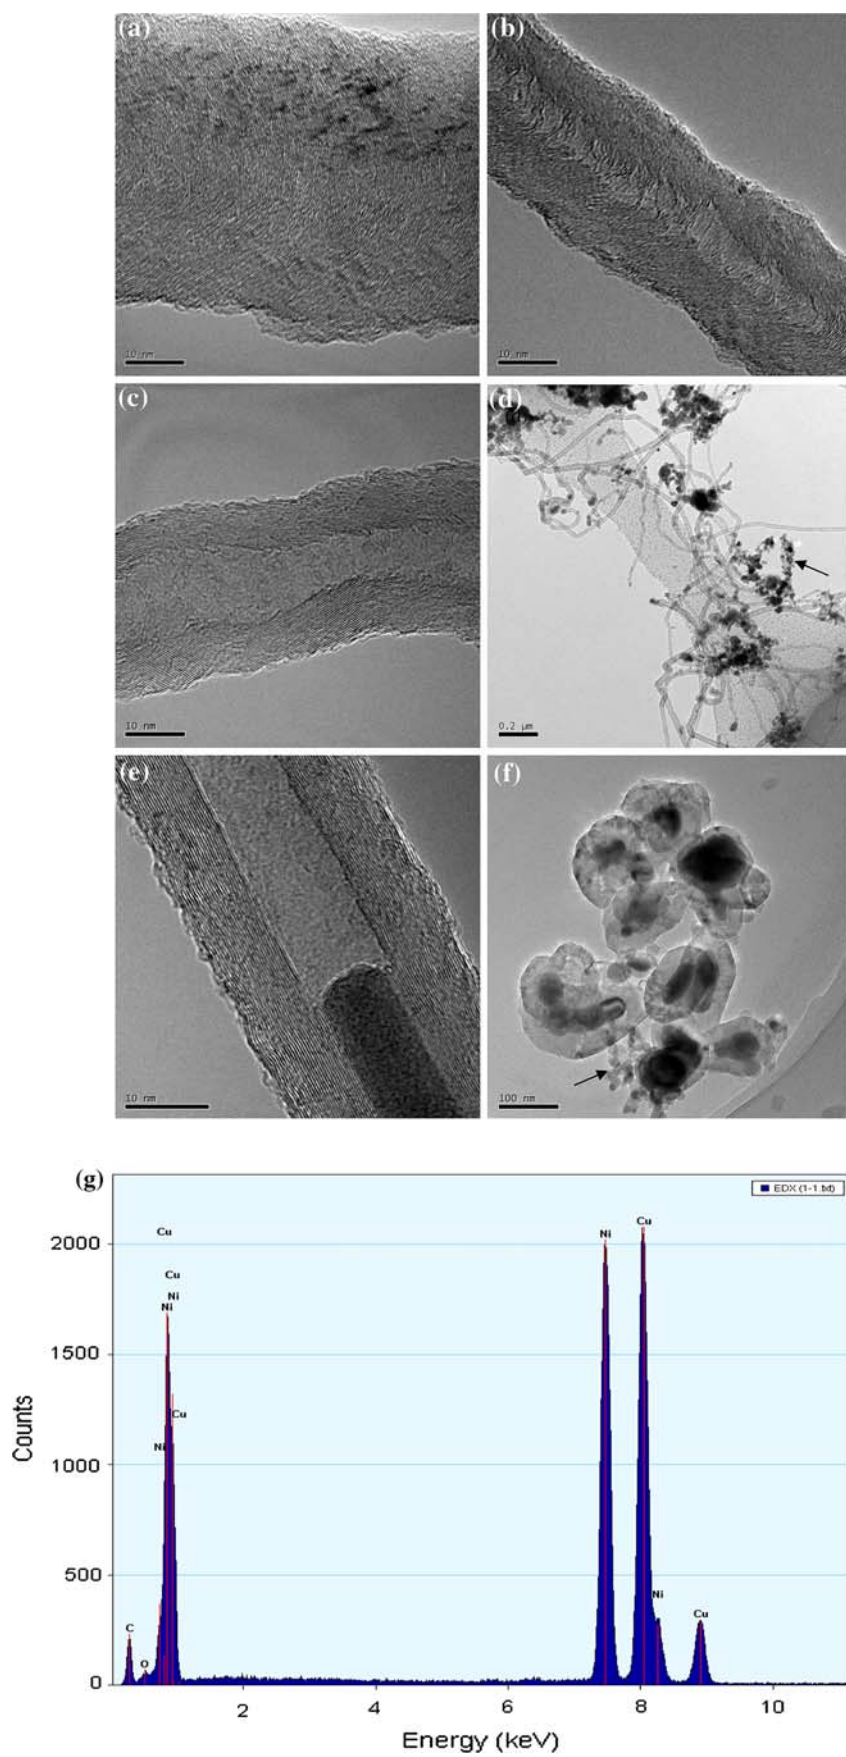 (a)
10 nm
(b)
10 nm
(c)
10 nm
(d)
0.2 μm
(e)
10 nm
(f)
100 nm
(g)
EDX (1-1.txt)
Cu
Cu
Ni
Ni
Cu
Ni
C
O
Ni
Cu
Ni
Cu
2000
1500
1000
500
0
Counts
2 4 6 8 10
Energy (keV)